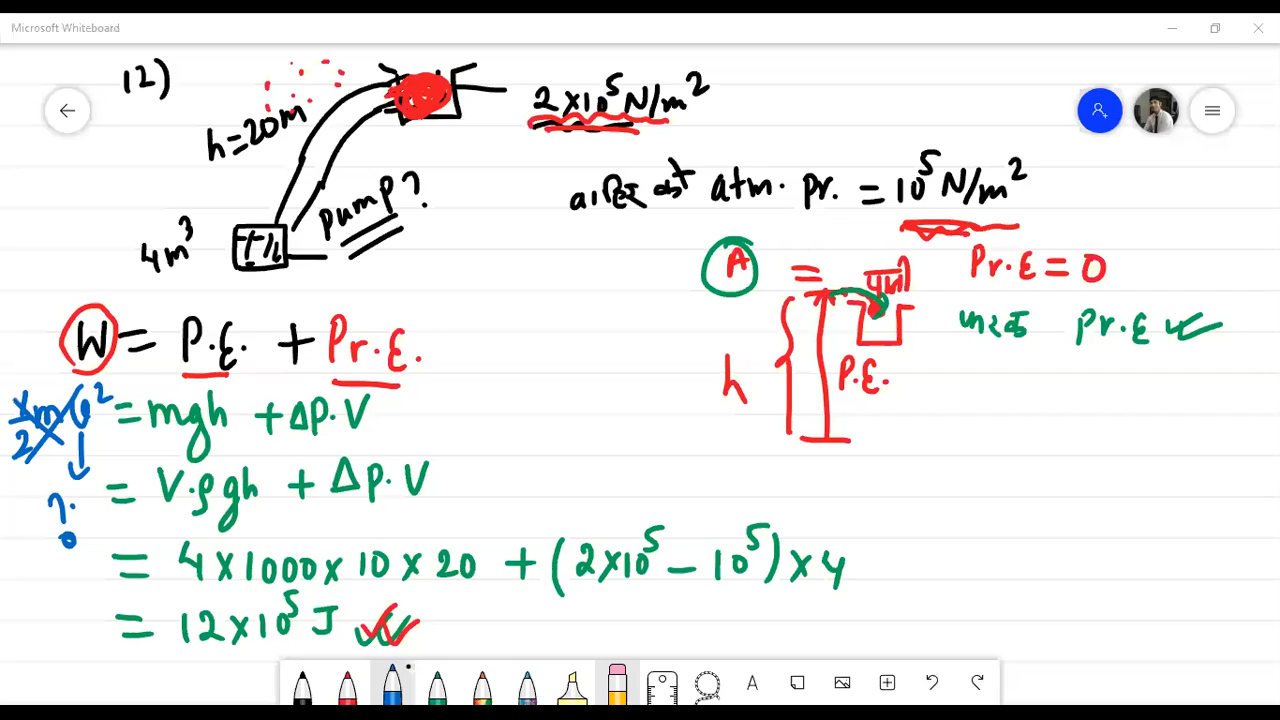 Microsoft Whiteboard
12)
h=20m
2×10⁵N/m²
4m³
pump?
atm. pr. = 10⁵ N/m²
A = पानी Pr.E = 0
Pr.E ✓
h P.E.
W = P.E. + Pr.E.
= mgh + ΔP.V
= V.ρgh + ΔP.V
?
= 4×1000×10×20 + (2×10⁵ – 10⁵)×4
= 12×10⁵ J ✓✓
A